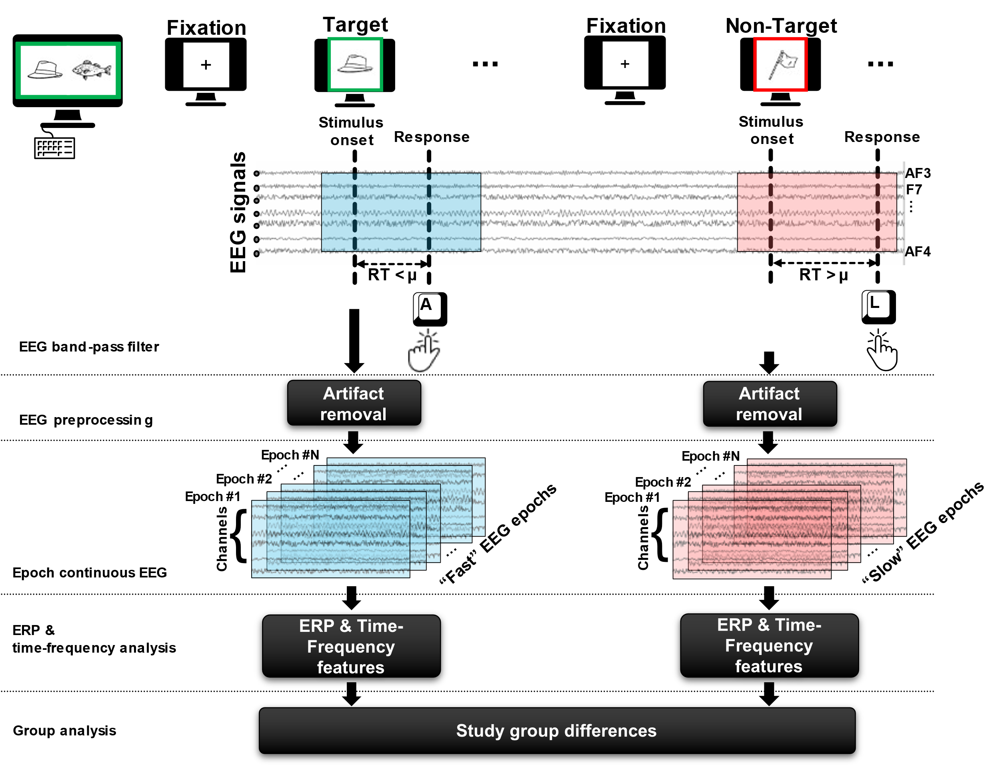 Fixation
Target
Fixation
Non-Target
+
+
...
...
Stimulus
onset
Response
Stimulus
onset
Response
EEG signals
AF3
F7
...
AF4
RT < µ
RT > µ
A
L
EEG band-pass filter
Artifact
removal
Artifact
removal
EEG preprocessing
Epoch #N
Epoch #2
Epoch #1
Channels
{
"Fast" EEG epochs
Epoch #N
Epoch #2
Epoch #1
Channels
{
“Slow” EEG epochs
Epoch continuous EEG
ERP &
time-frequency analysis
ERP & Time-
Frequency
features
ERP & Time-
Frequency
features
Group analysis
Study group differences